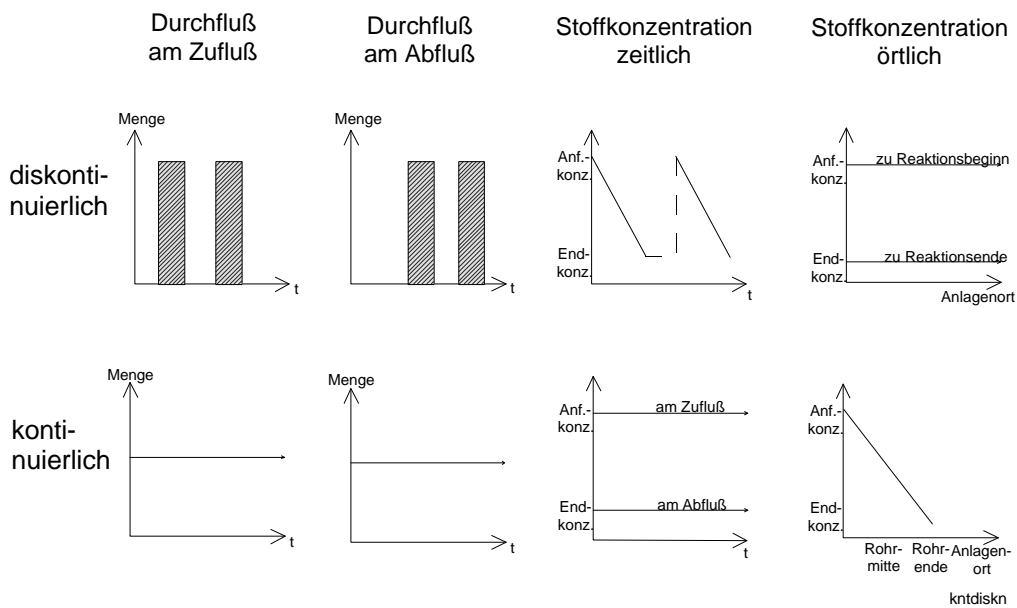 Durchfluß
am Zufluß
Durchfluß
am Abfluß
Stoffkonzentration
zeitlich
Stoffkonzentration
örtlich
diskonti-
nuierlich
Menge
t
Menge
t
Anf.-
konz.
End-
konz.
t
Anf.-
konz.
zu Reaktionsbeginn
End-
konz.
zu Reaktionsende
Anlagenort
konti-
nuierlich
Menge
t
Menge
t
Anf.-
konz.
am Zufluß
End-
konz.
am Abfluß
t
Anf.-
konz.
End-
konz.
Rohr-
mitte
Rohr-
ende
Anlagen-
ort
kntdiskn